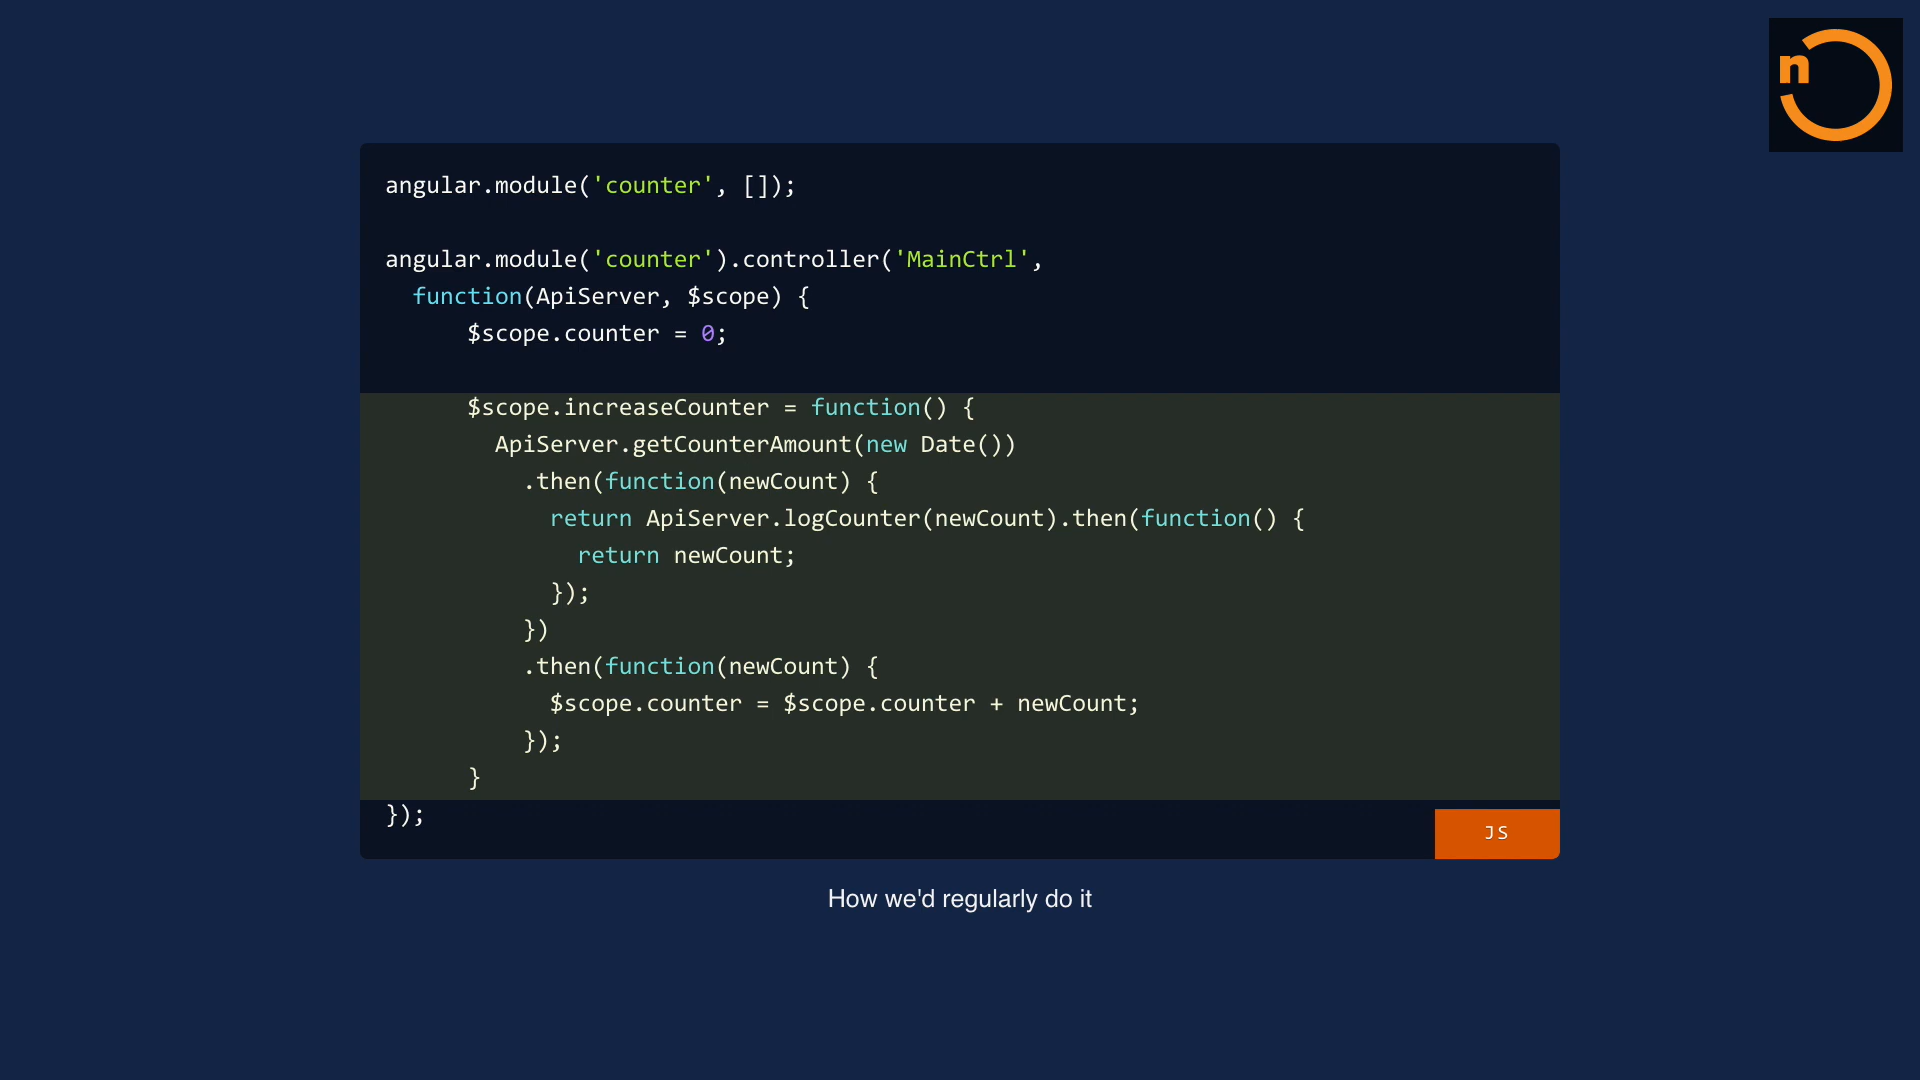 n
angular.module('counter', []);
angular.module('counter').controller('MainCtrl',
function(ApiServer, $scope) {
$scope.counter = 0;
$scope.increaseCounter = function() {
ApiServer.getCounterAmount(new Date())
.then(function(newCount) {
return ApiServer.logCounter(newCount).then(function() {
return newCount;
});
})
.then(function(newCount) {
$scope.counter = $scope.counter + newCount;
});
}
});
JS
How we'd regularly do it